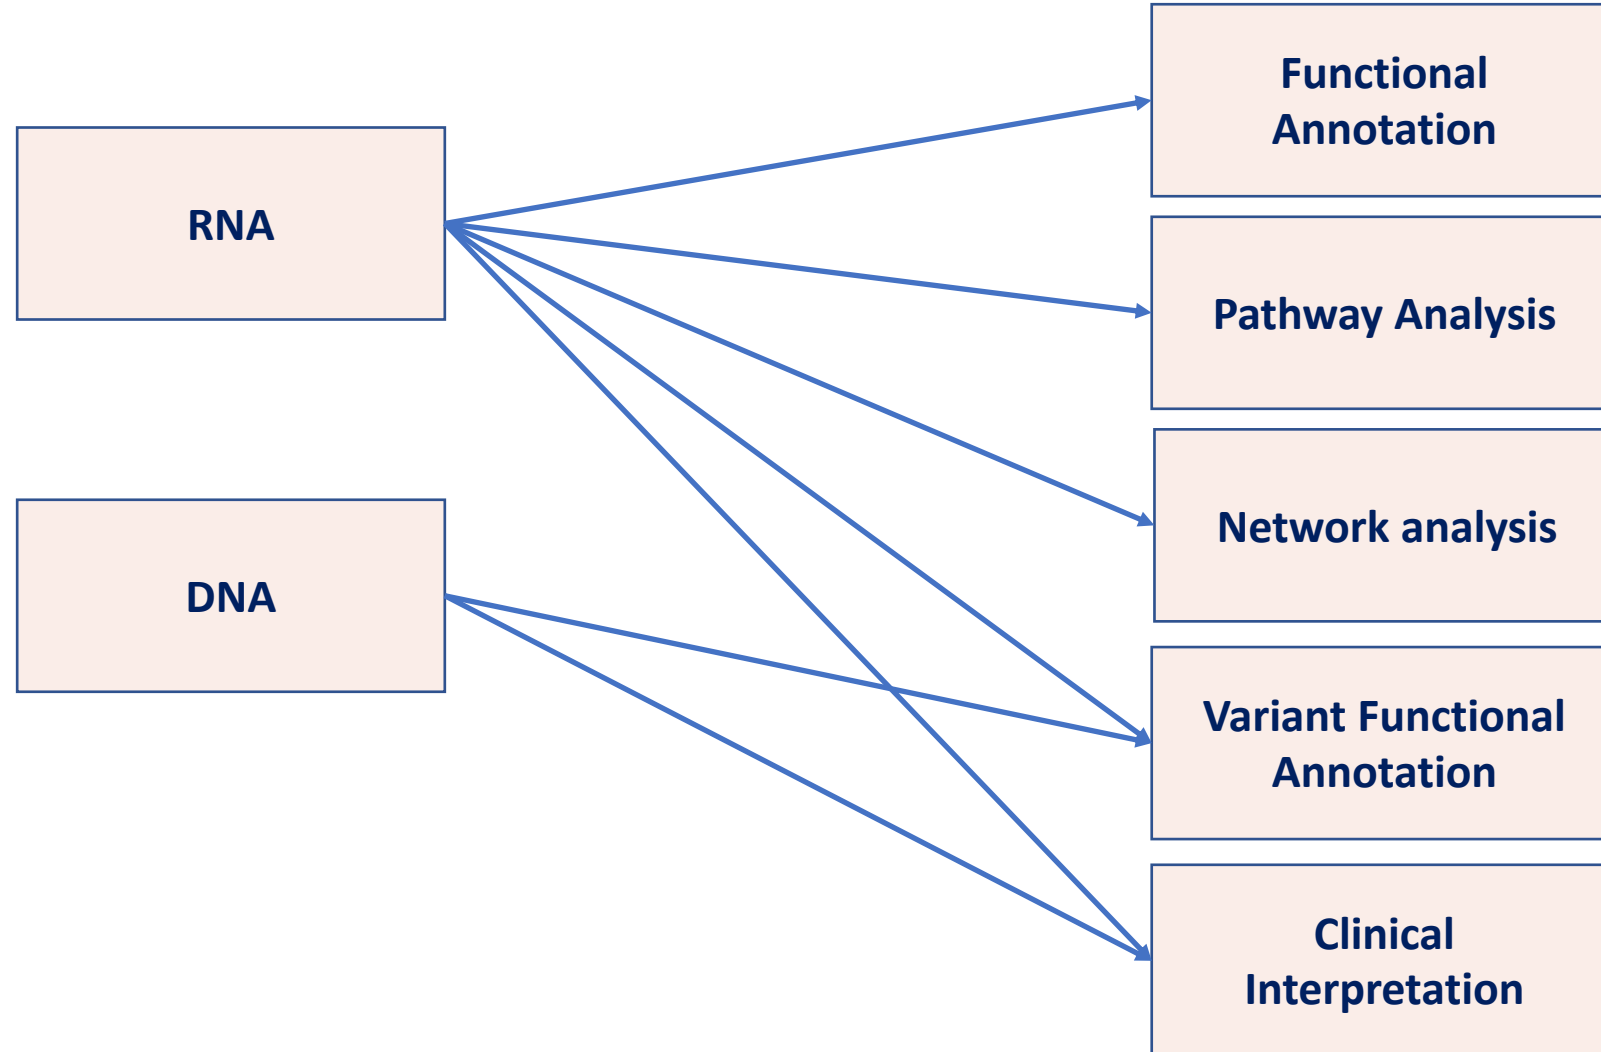 RNA
DNA
Functional
Annotation
Pathway Analysis
Network analysis
Variant Functional
Annotation
Clinical
Interpretation